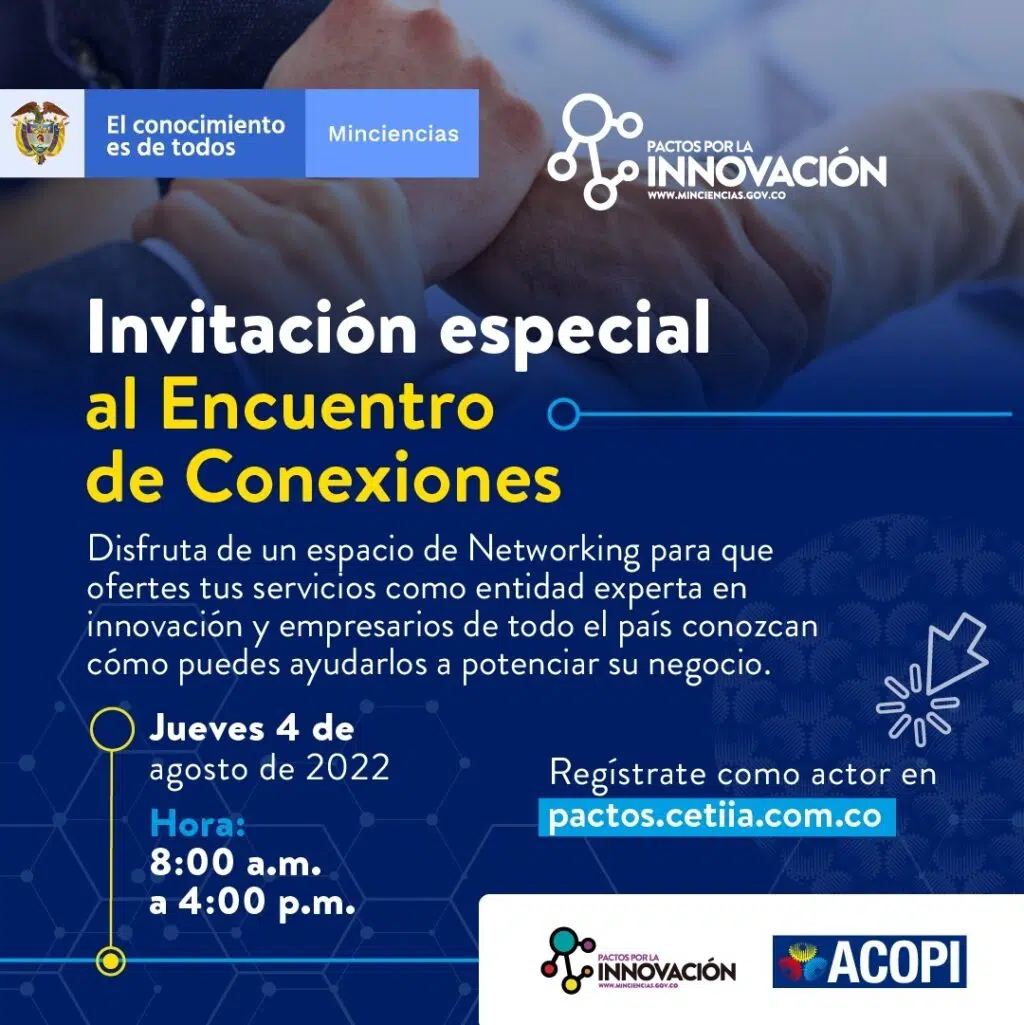 El conocimiento
es de todos
Minciencias
PACTOS POR LA
INNOVACIÓN
WWW.MINCIENCIAS.GOV.CO
Invitación especial
al Encuentro
de Conexiones
Disfruta de un espacio de Networking para que
ofertes tus servicios como entidad experta en
innovación y empresarios de todo el país conozcan
cómo puedes ayudarlos a potenciar su negocio.
Jueves 4 de
agosto de 2022
Hora:
8:00 a.m.
a 4:00 p.m.
Regístrate como actor en
pactos.cetiia.com.co
PACTOS POR LA
INNOVACIÓN
WWW.MINCIENCIAS.GOV.CO
ACOPI